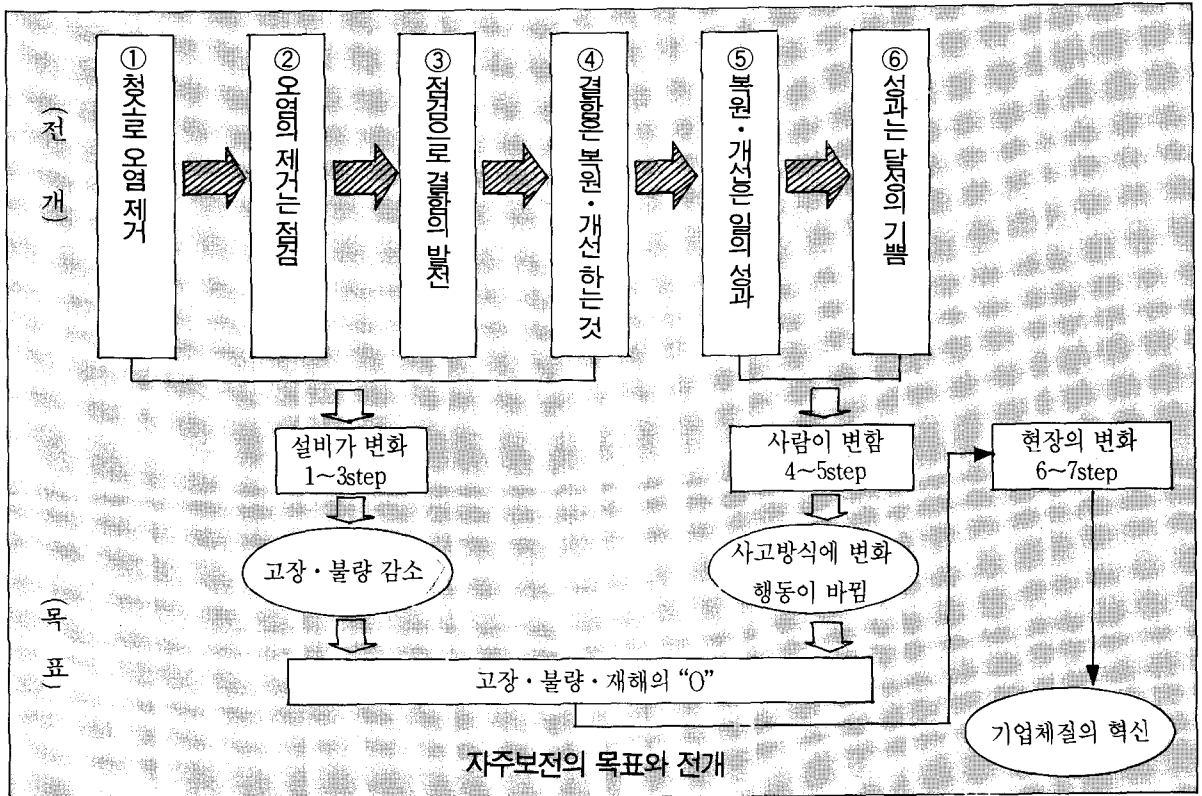 (전 개)
① 청소로 오염 제거
② 오염의 제거는 점검
③ 점검으로 결함의 발전
④ 결함은 복원·개선 하는 것
⑤ 복원·개선은 일의 성과
⑥ 성과는 달성의 기쁨
설비가 변화
1~3step
사람이 변함
4~5step
현장의 변화
6~7step
고장·불량 감소
사고방식에 변화
행동이 바뀜
(목 표)
고장·불량·재해의 “0”
기업체질의 혁신
자주보전의 목표와 전개